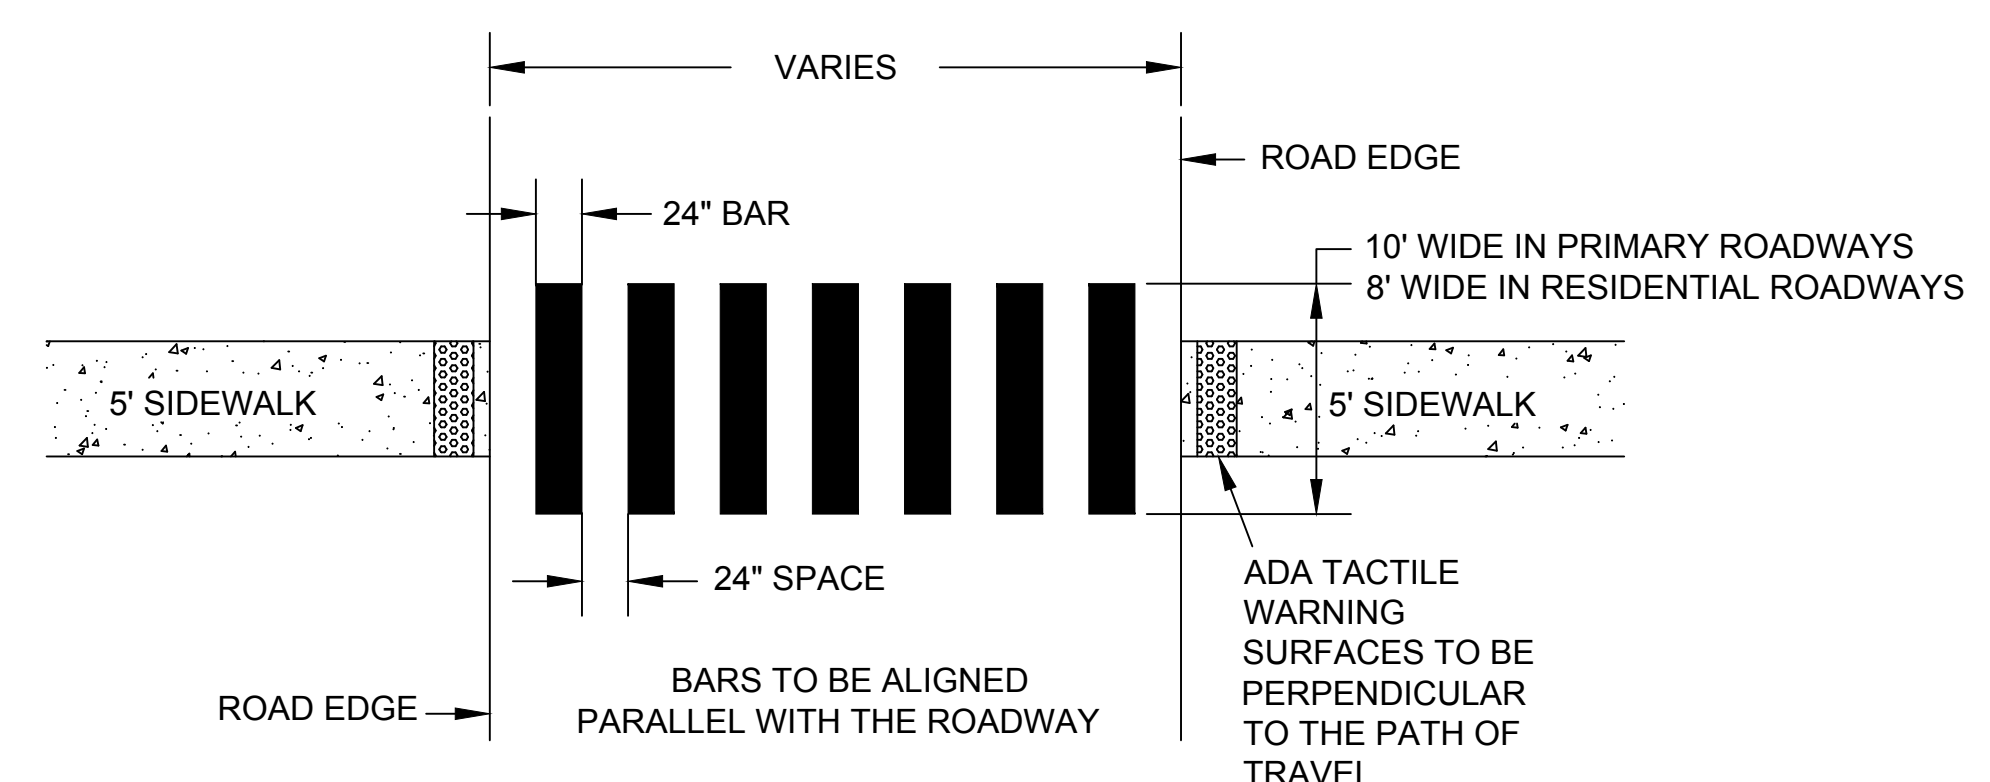 VARIES
ROAD EDGE
24" BAR
10' WIDE IN PRIMARY ROADWAYS
8' WIDE IN RESIDENTIAL ROADWAYS
5' SIDEWALK
5' SIDEWALK
24" SPACE
ADA TACTILE
WARNING
SURFACES TO BE
PERPENDICULAR
TO THE PATH OF
TRAVEL
BARS TO BE ALIGNED
PARALLEL WITH THE ROADWAY
ROAD EDGE